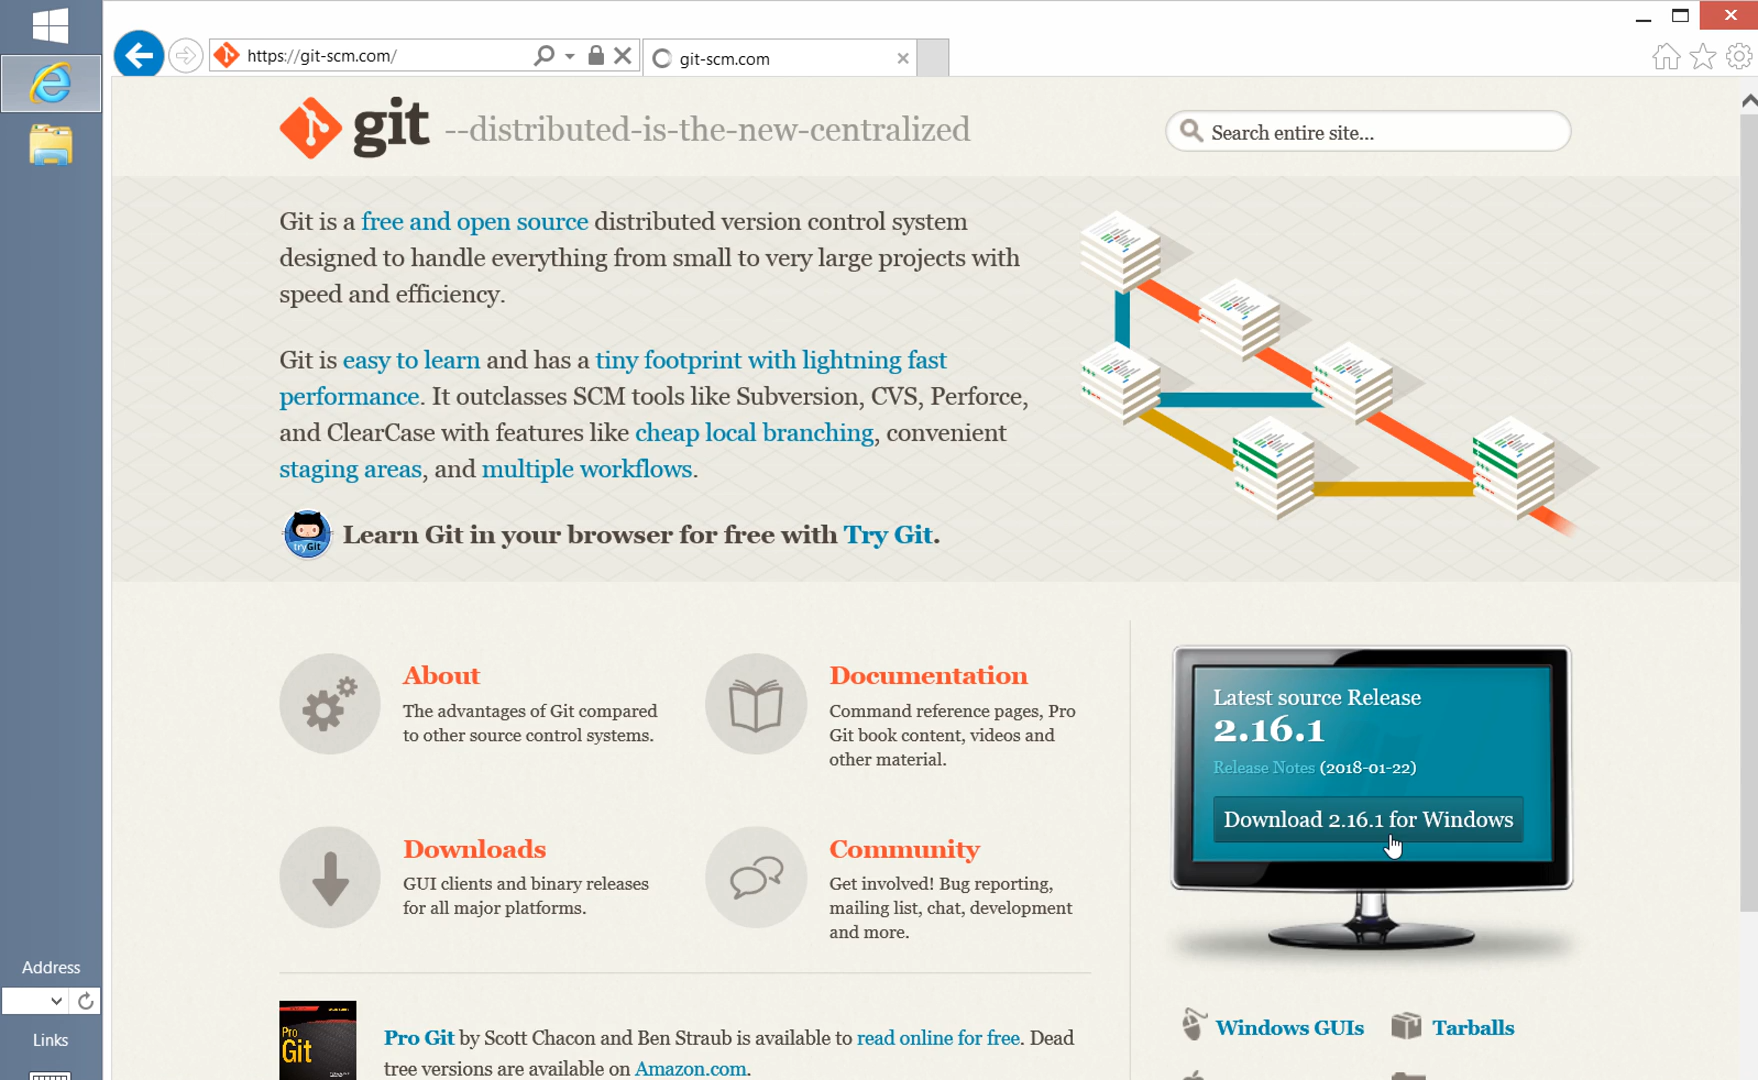 https://git-scm.com/
git-scm.com
git --distributed-is-the-new-centralized
Search entire site...
Git is a free and open source distributed version control system
designed to handle everything from small to very large projects with
speed and efficiency.
Git is easy to learn and has a tiny footprint with lightning fast
performance. It outclasses SCM tools like Subversion, CVS, Perforce,
and ClearCase with features like cheap local branching, convenient
staging areas, and multiple workflows.
tryGit
Learn Git in your browser for free with Try Git.
About
The advantages of Git compared
to other source control systems.
Documentation
Command reference pages, Pro
Git book content, videos and
other material.
Downloads
GUI clients and binary releases
for all major platforms.
Community
Get involved! Bug reporting,
mailing list, chat, development
and more.
Latest source Release
2.16.1
Release Notes (2018-01-22)
Download 2.16.1 for Windows
Windows GUIs
Tarballs
Pro
Git
Pro Git by Scott Chacon and Ben Straub is available to read online for free. Dead
tree versions are available on Amazon.com.
Address
Links